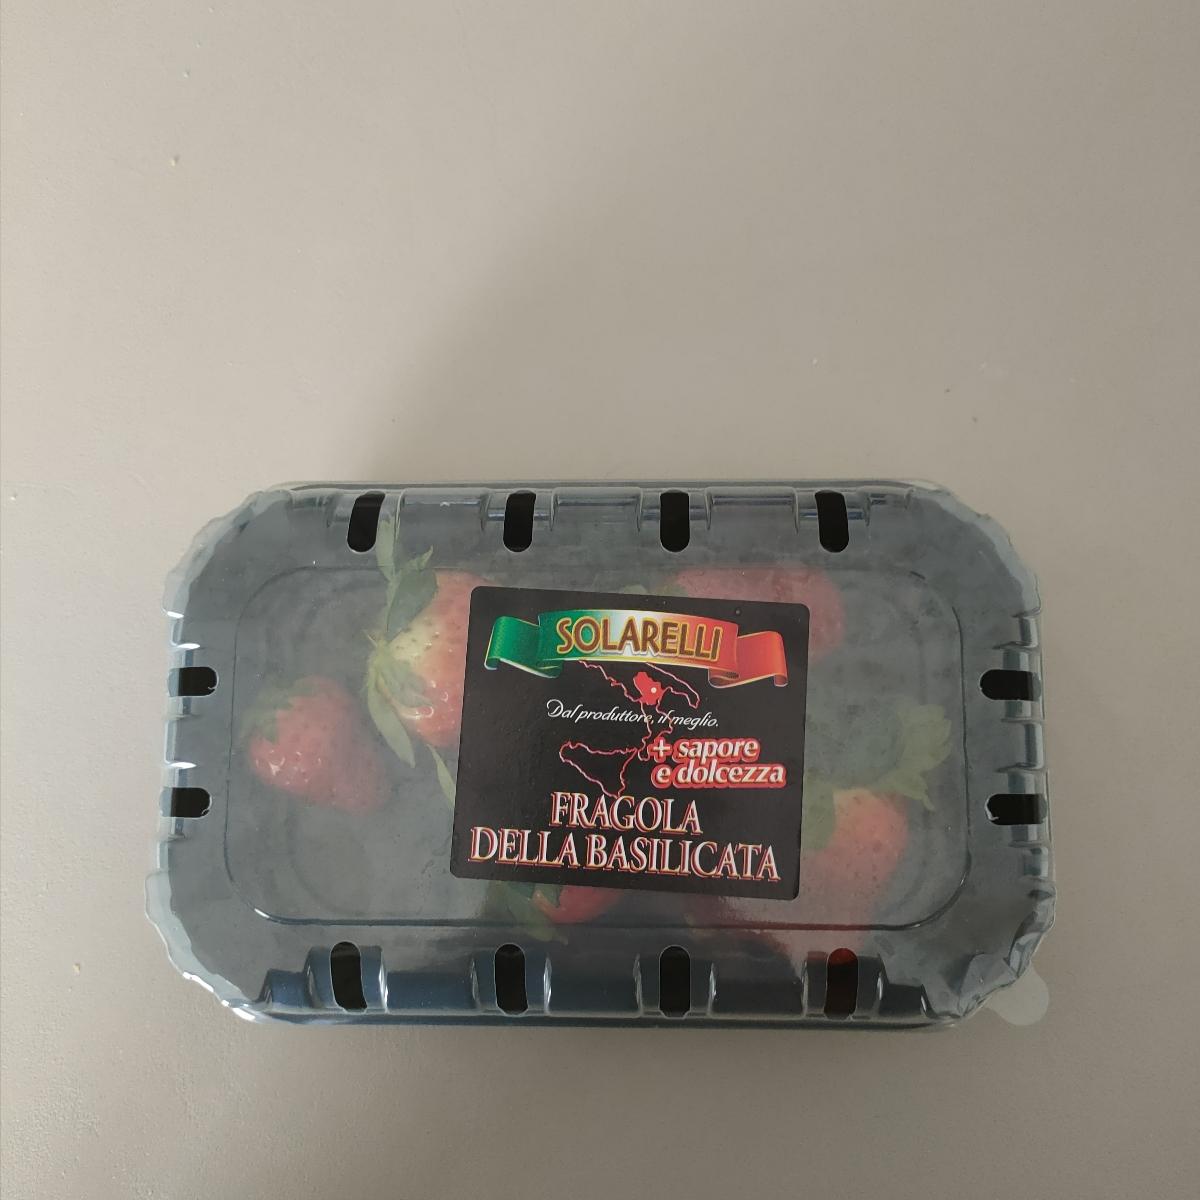 SOLARELLI
Dal produttore, il meglio.
+ sapore
e dolcezza
FRAGOLA
DELLA BASILICATA